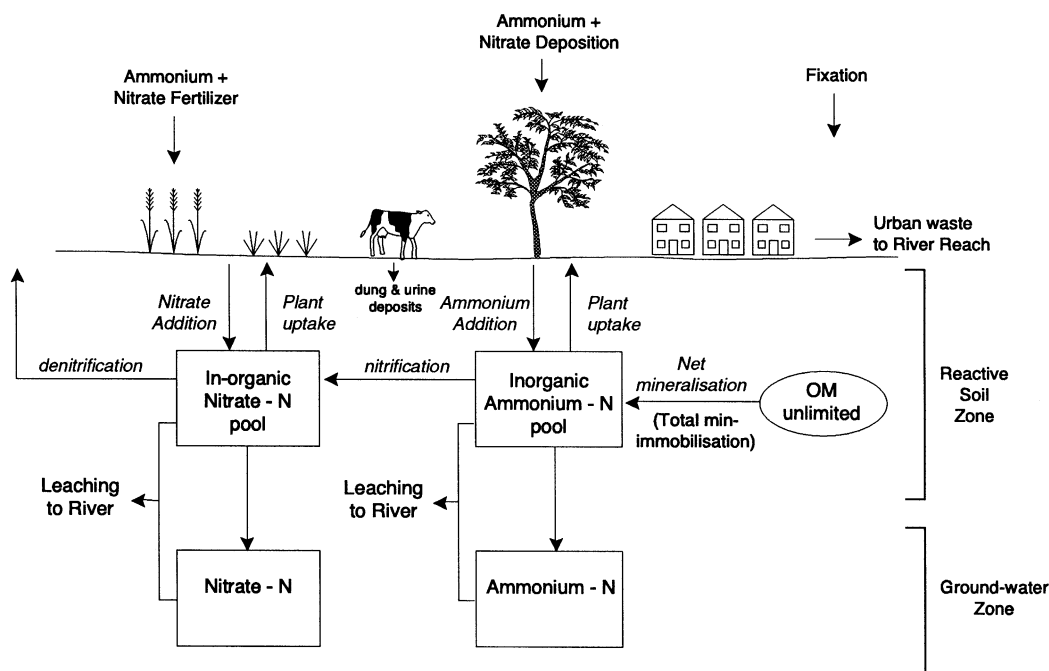 Ammonium +
Nitrate Deposition
Ammonium +
Nitrate Fertilizer
Fixation
Urban waste
to River Reach
dung & urine
deposits
Nitrate
Addition
Plant
uptake
Ammonium
Addition
Plant
uptake
denitrification
In-organic
Nitrate - N
pool
nitrification
Inorganic
Ammonium - N
pool
Net
mineralisation
(Total min-
immobilisation)
OM
unlimited
Reactive
Soil
Zone
Leaching
to River
Leaching
to River
Nitrate - N
Ammonium - N
Ground-water
Zone